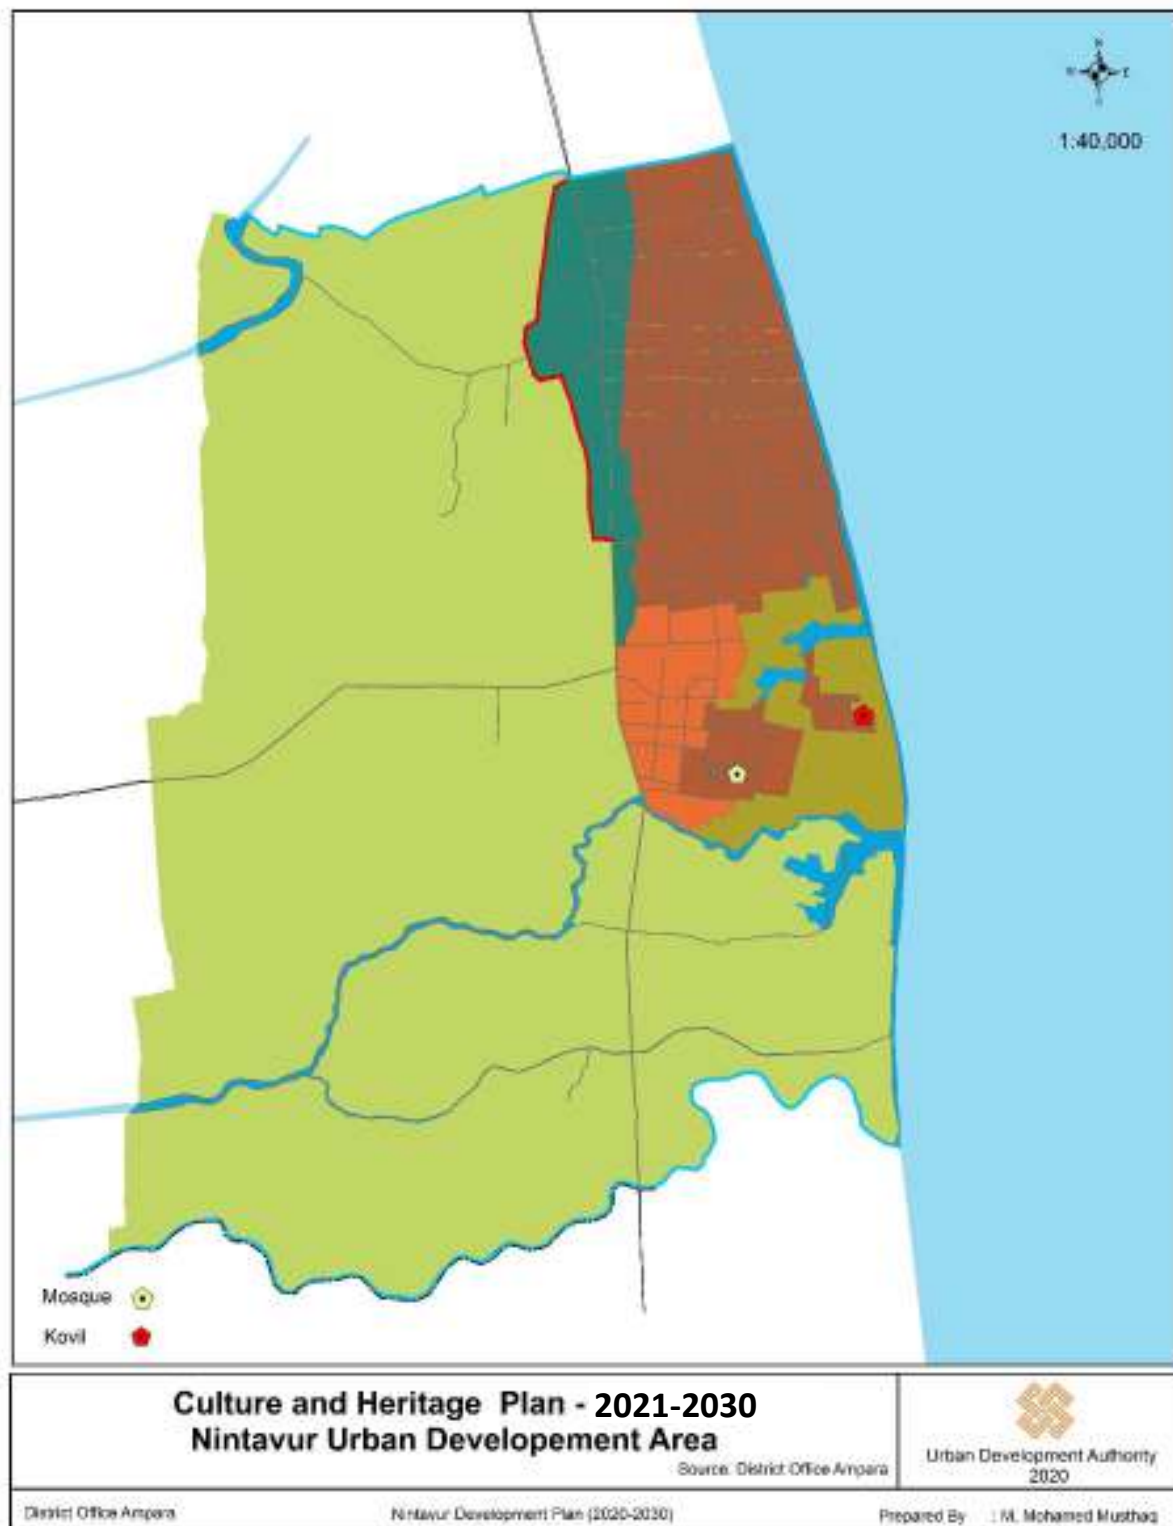 N
W E
S
1:40,000
Mosque
Kovil
Culture and Heritage Plan - 2021-2030
Nintavur Urban Developement Area
Source: District Office Ampara
Urban Development Authority
2020
District Office Ampara
Nintavur Development Plan (2020-2030)
Prepared By : M. Mohamed Musthaq